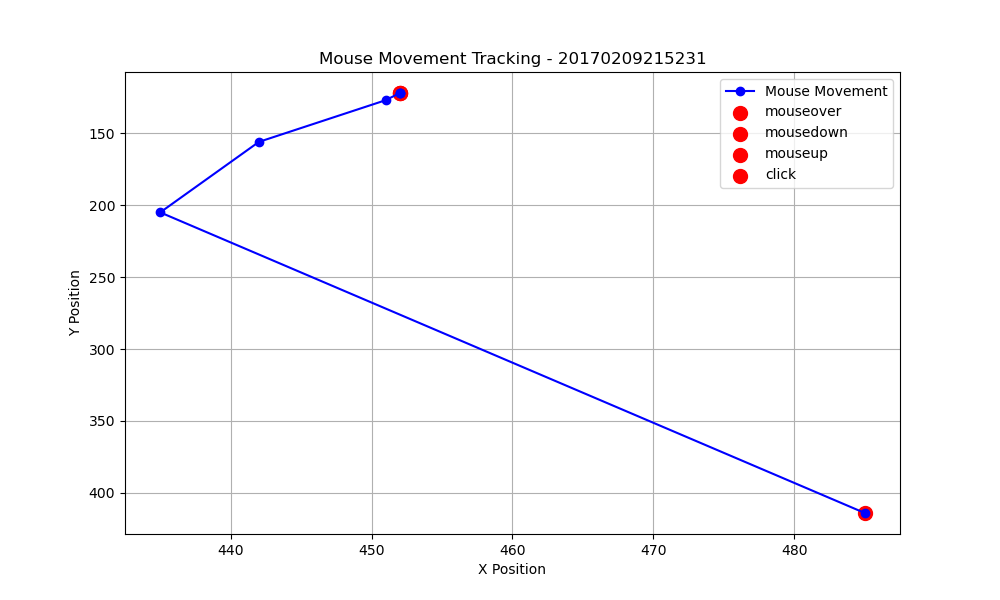 Mouse Movement Tracking - 20170209215231
Mouse Movement
mouseover
mousedown
mouseup
click
150
200
250
300
350
400
Y Position
440
450
460
470
480
X Position